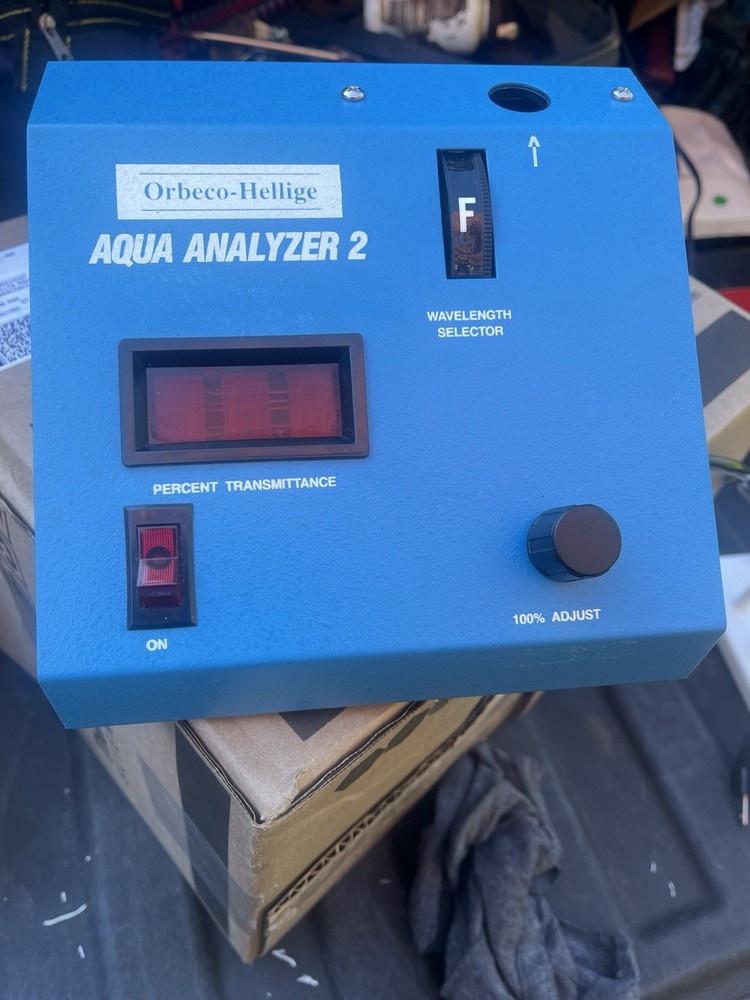 Orbeco-Hellige
AQUA ANALYZER 2
F
WAVELENGTH
SELECTOR
PERCENT TRANSMITTANCE
ON
100% ADJUST